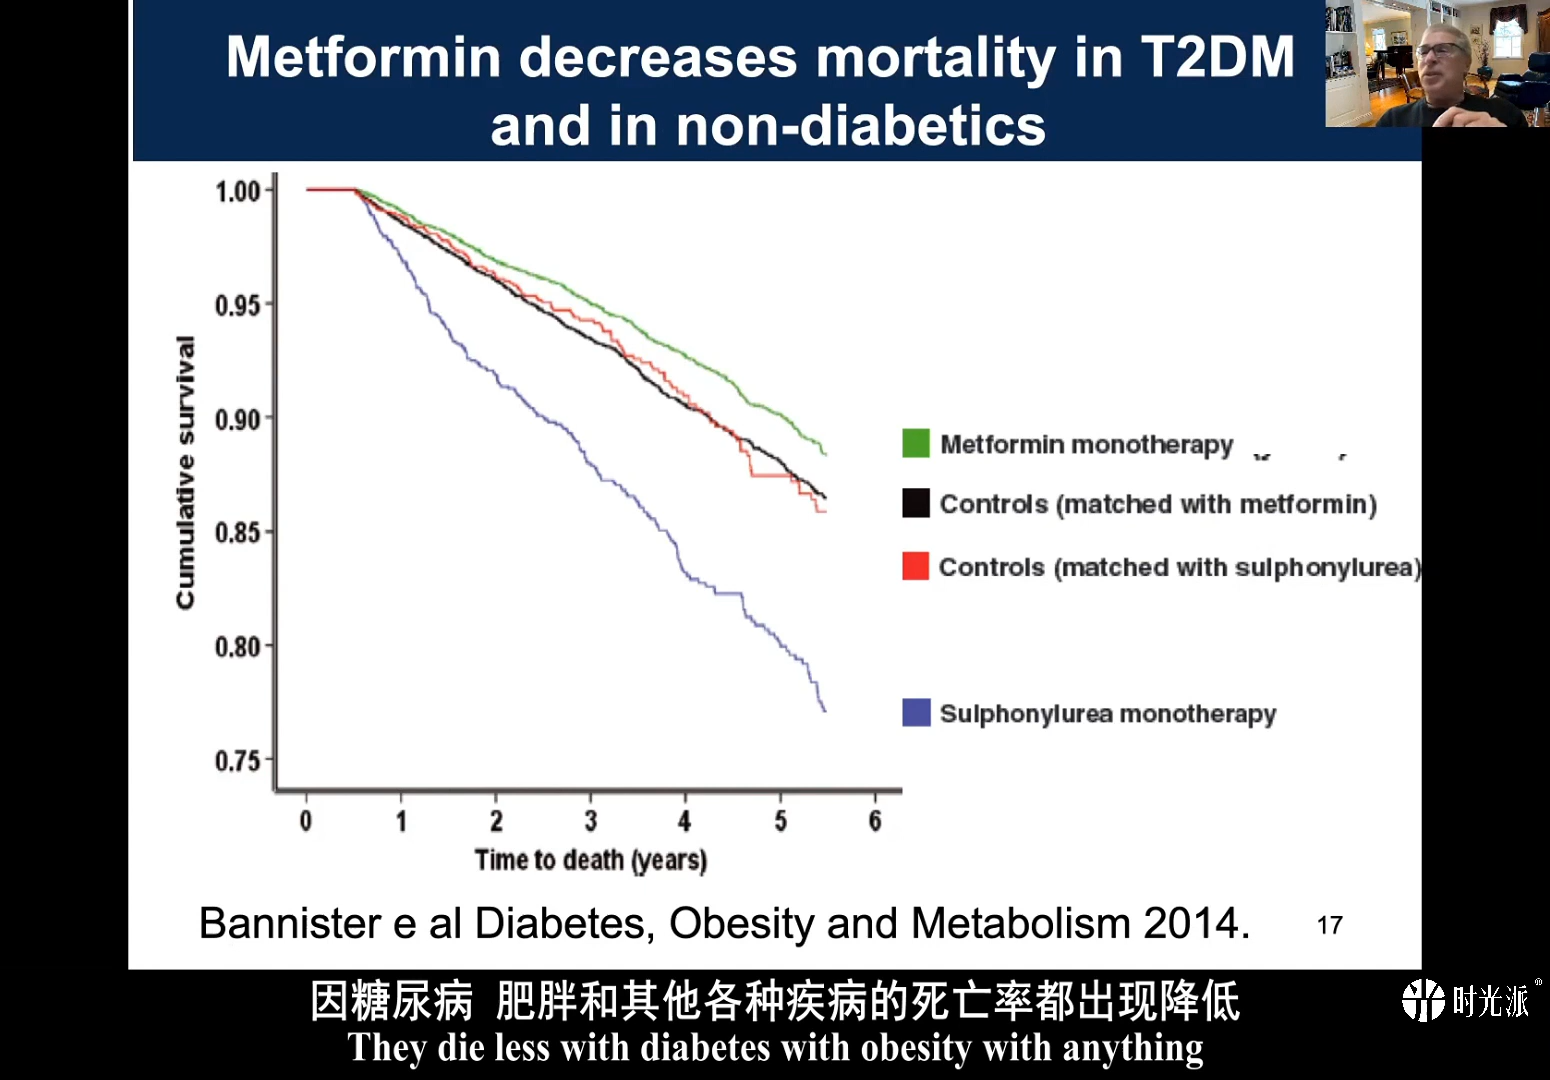 Metformin decreases mortality in T2DM
and in non-diabetics
1.00
0.95
0.90
0.85
0.80
0.75
Cumulative survival
0 1 2 3 4 5 6
Time to death (years)
Metformin monotherapy
Controls (matched with metformin)
Controls (matched with sulphonylurea)
Sulphonylurea monotherapy
Bannister e al Diabetes, Obesity and Metabolism 2014.
17
因糖尿病 肥胖和其他各种疾病的死亡率都出现降低
They die less with diabetes with obesity with anything
时光派®